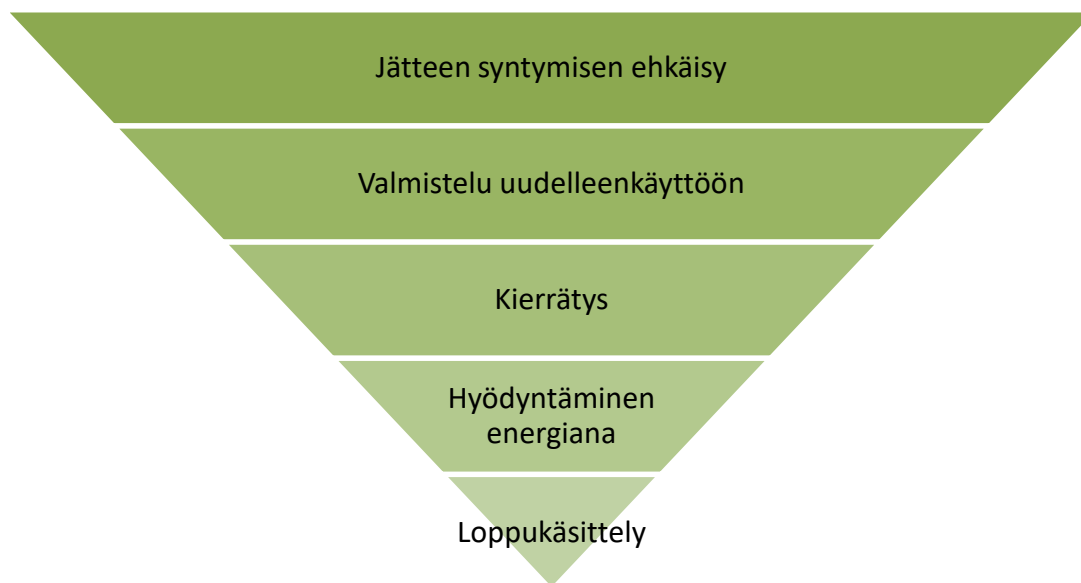 Jätteen syntymisen ehkäisy
Valmistelu uudelleenkäyttöön
Kierrätys
Hyödyntäminen
energiana
Loppukäsittely